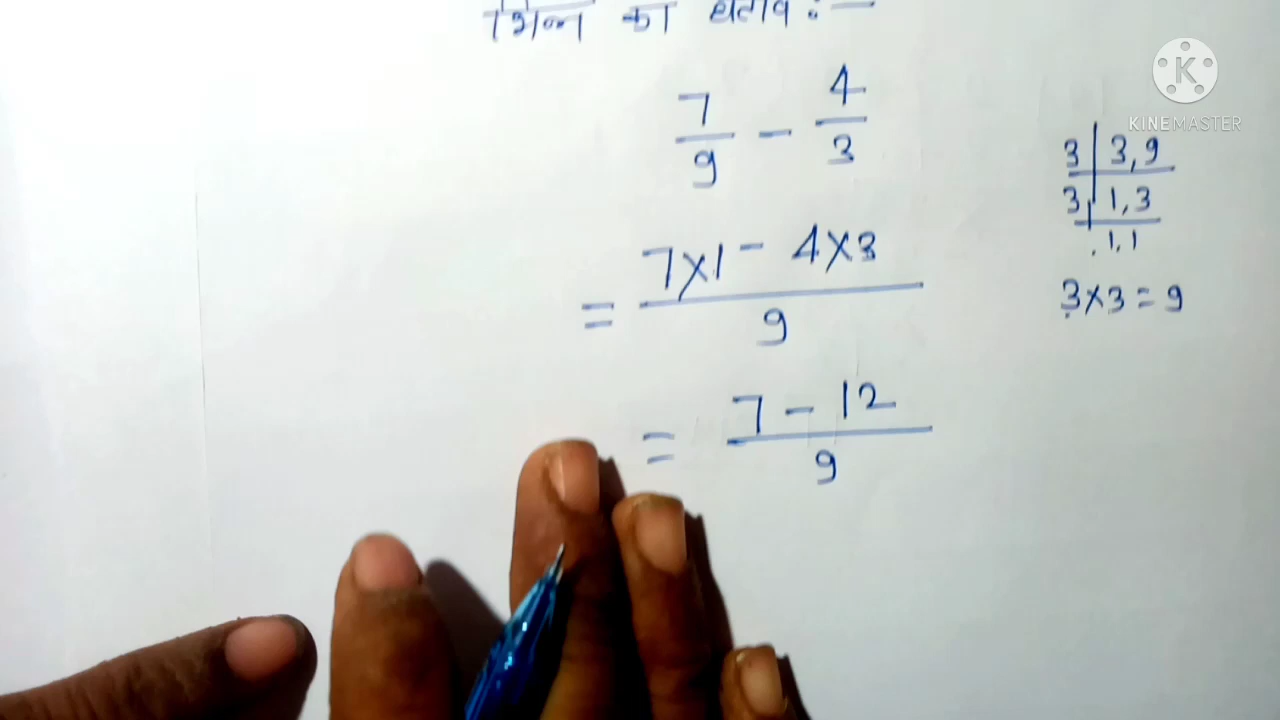 भिन्न का घटाव :—
7/9 - 4/3
= 7×1 - 4×3 / 9
= 7 - 12 / 9
3 | 3, 9
3 | 1, 3
1, 1
3×3 = 9
K
KINEMASTER